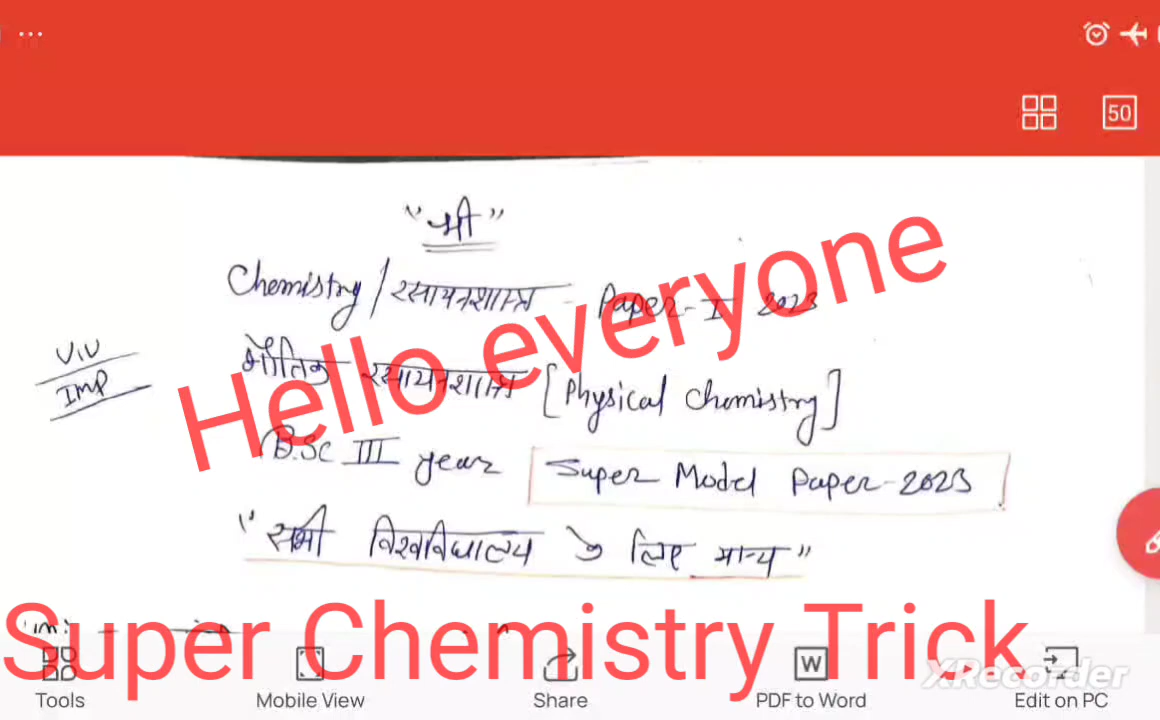 ...
50
"श्री"
Chemistry / रसायनशास्त्र - Paper-I 2023
V.V
Imp
भौतिक रसायनशास्त्र [Physical Chemistry]
Hello everyone
B.Sc III year Super Model Paper-2023
"सभी विश्वविद्यालय के लिए मान्य"
Super Chemistry Trick.
XRecorder
Tools Mobile View Share PDF to Word Edit on PC